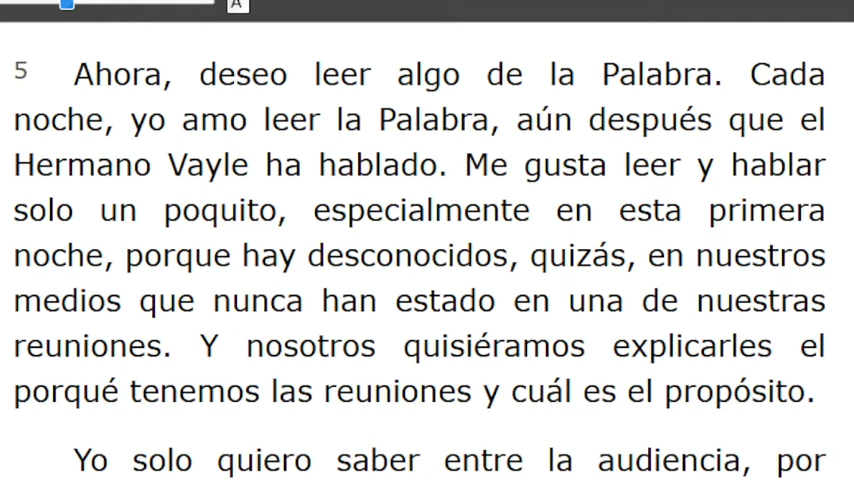 A
5 Ahora, deseo leer algo de la Palabra. Cada
noche, yo amo leer la Palabra, aún después que el
Hermano Vayle ha hablado. Me gusta leer y hablar
solo un poquito, especialmente en esta primera
noche, porque hay desconocidos, quizás, en nuestros
medios que nunca han estado en una de nuestras
reuniones. Y nosotros quisiéramos explicarles el
porqué tenemos las reuniones y cuál es el propósito.
Yo solo quiero saber entre la audiencia, por